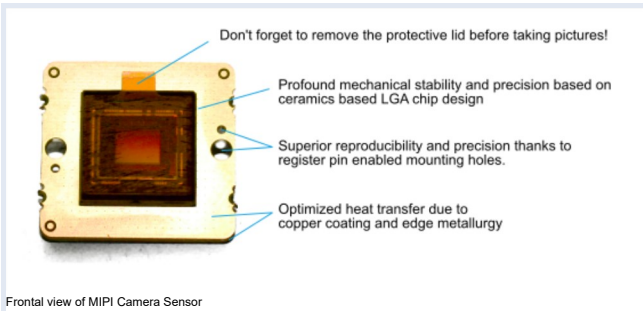 Don't forget to remove the protective lid before taking pictures!
Profound mechanical stability and precision based on
ceramics based LGA chip design
Superior reproducibility and precision thanks to
register pin enabled mounting holes.
Optimized heat transfer due to
copper coating and edge metallurgy
Frontal view of MIPI Camera Sensor